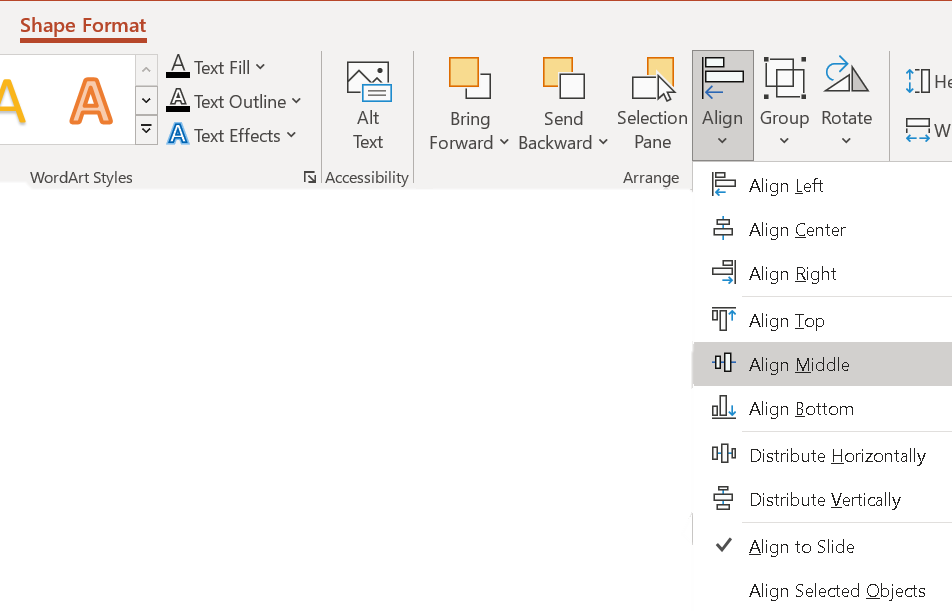 Shape Format
A
A
Text Fill
Text Outline
Text Effects
WordArt Styles
Alt
Text
Accessibility
Bring
Forward
Send
Backward
Selection
Pane
Align
Group
Rotate
Arrange
Align Left
Align Center
Align Right
Align Top
Align Middle
Align Bottom
Distribute Horizontally
Distribute Vertically
Align to Slide
Align Selected Objects